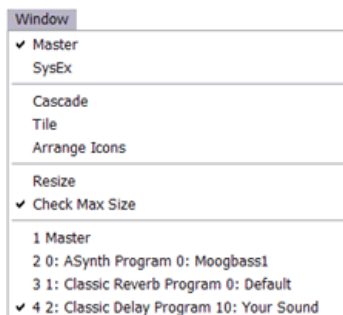 Window
✔ Master
SysEx
Cascade
Tile
Arrange Icons
Resize
✔ Check Max Size
1 Master
2 0: ASynth Program 0: Moogbass1
3 1: Classic Reverb Program 0: Default
✔ 4 2: Classic Delay Program 10: Your Sound